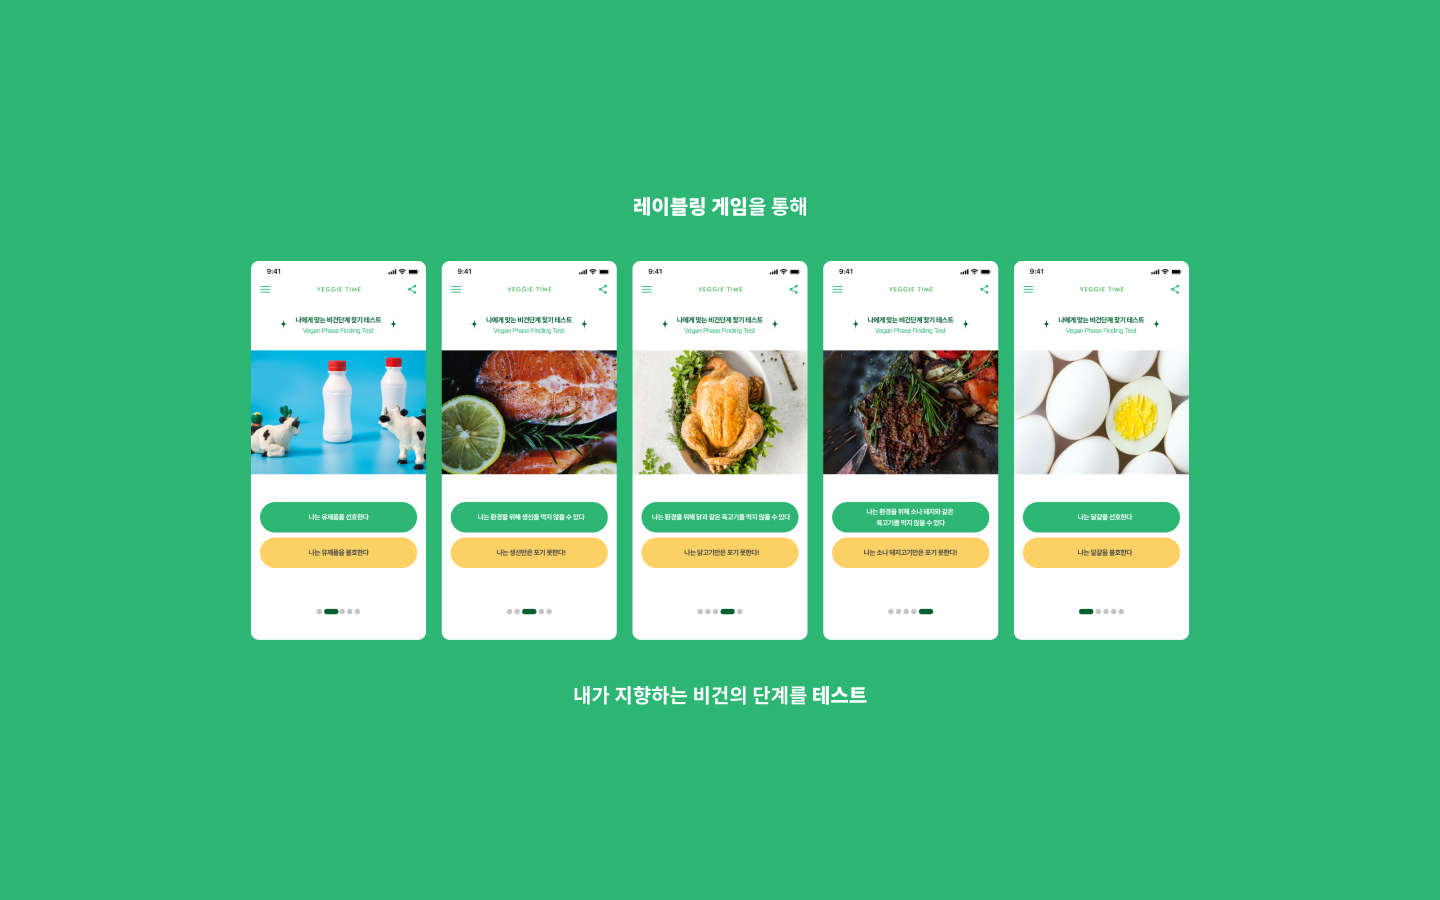 레이블링 게임을 통해
9:41
VEGGIE TIME
나에게 맞는 비건단계 찾기 테스트
Vegan Phase Finding Test
나는 유제품을 선호한다
나는 유제품을 불호한다
9:41
VEGGIE TIME
나에게 맞는 비건단계 찾기 테스트
Vegan Phase Finding Test
나는 환경을 위해 생선을 먹지 않을 수 있다
나는 생선만은 포기 못한다!
9:41
VEGGIE TIME
나에게 맞는 비건단계 찾기 테스트
Vegan Phase Finding Test
나는 환경을 위해 닭과 같은 육고기를 먹지 않을 수 있다
나는 닭고기만은 포기 못한다!
9:41
VEGGIE TIME
나에게 맞는 비건단계 찾기 테스트
Vegan Phase Finding Test
나는 환경을 위해 소나 돼지와 같은
육고기를 먹지 않을 수 있다
나는 소나 돼지고기만은 포기 못한다!
9:41
VEGGIE TIME
나에게 맞는 비건단계 찾기 테스트
Vegan Phase Finding Test
나는 달걀을 선호한다
나는 달걀을 불호한다
내가 지향하는 비건의 단계를 테스트